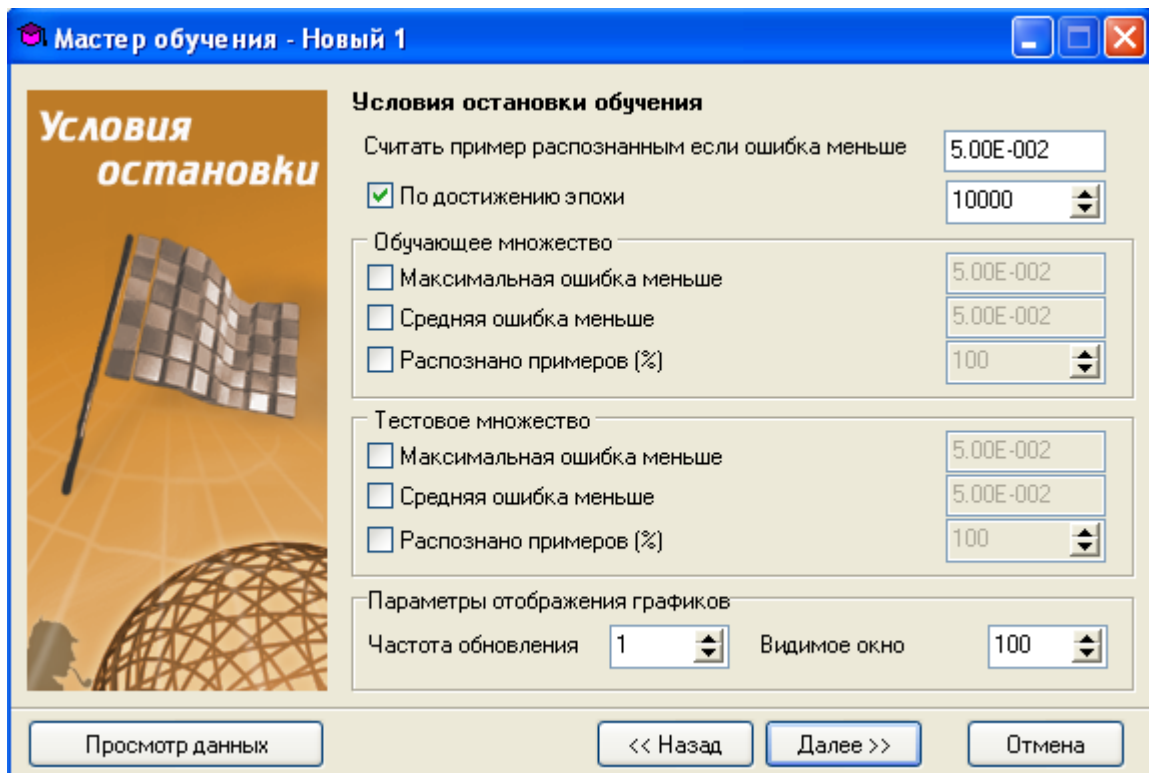 Мастер обучения - Новый 1
Условия
остановки
Условия остановки обучения
Считать пример распознанным если ошибка меньше 5.00E-002
По достижению эпохи 10000
Обучающее множество
Максимальная ошибка меньше 5.00E-002
Средняя ошибка меньше 5.00E-002
Распознано примеров (%) 100
Тестовое множество
Максимальная ошибка меньше 5.00E-002
Средняя ошибка меньше 5.00E-002
Распознано примеров (%) 100
Параметры отображения графиков
Частота обновления 1 Видимое окно 100
Просмотр данных << Назад Далее >> Отмена